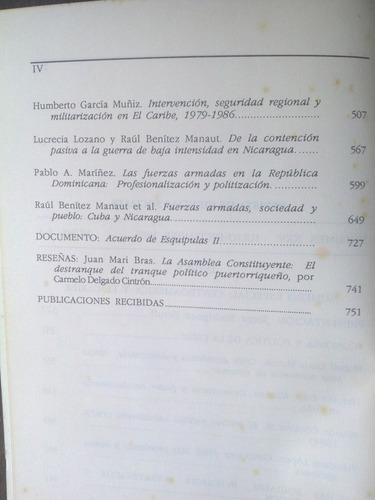 IV
Humberto García Muñiz. Intervención, seguridad regional y
militarización en El Caribe, 1979-1986........................ 507
Lucrecia Lozano y Raúl Benítez Manaut. De la contención
pasiva a la guerra de baja intensidad en Nicaragua. ...... 567
Pablo A. Maríñez. Las fuerzas armadas en la República
Dominicana: Profesionalización y politización.............. 599
Raúl Benítez Manaut et al. Fuerzas armadas, sociedad y
pueblo: Cuba y Nicaragua....................................... 649
DOCUMENTO: Acuerdo de Esquipulas II........................ 727
RESEÑAS: Juan Mari Bras. La Asamblea Constituyente: El
destranque del tranque político puertorriqueño, por
Carmelo Delgado Cintrón........................................ 741
PUBLICACIONES RECIBIDAS..................................... 751